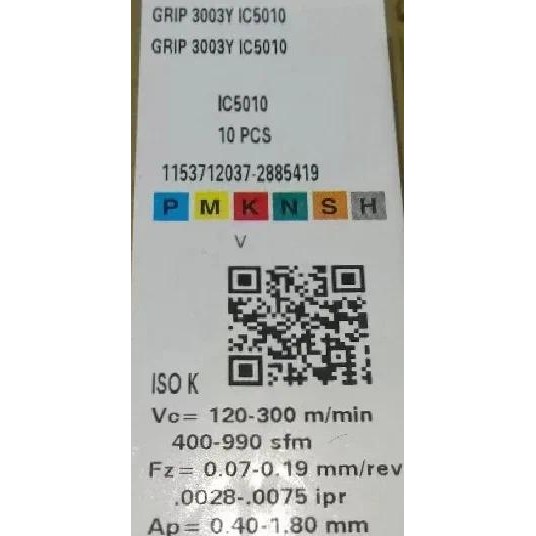 GRIP 3003Y IC5010
GRIP 3003Y IC5010
IC5010
10 PCS
1153712037-2885419
P M K N S H
V
ISO K
Vc= 120-300 m/min
400-990 sfm
Fz= 0.07-0.19 mm/rev
.0028-.0075 ipr
Ap= 0.40-1.80 mm